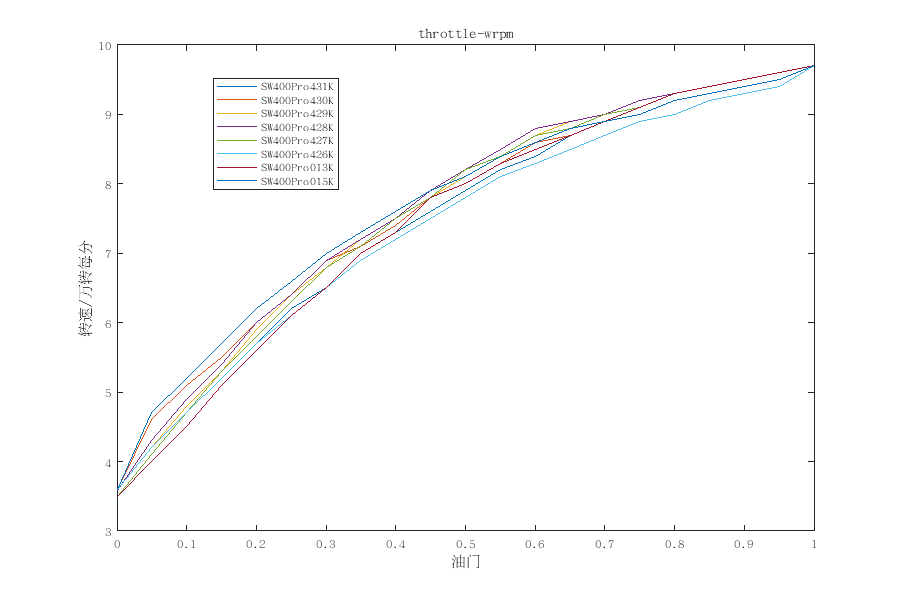 throttle-wrpm
10
9
8
7
6
5
4
3
转速/万转每分
SW400Pro431K
SW400Pro430K
SW400Pro429K
SW400Pro428K
SW400Pro427K
SW400Pro426K
SW400Pro013K
SW400Pro015K
0 0.1 0.2 0.3 0.4 0.5 0.6 0.7 0.8 0.9 1
油门